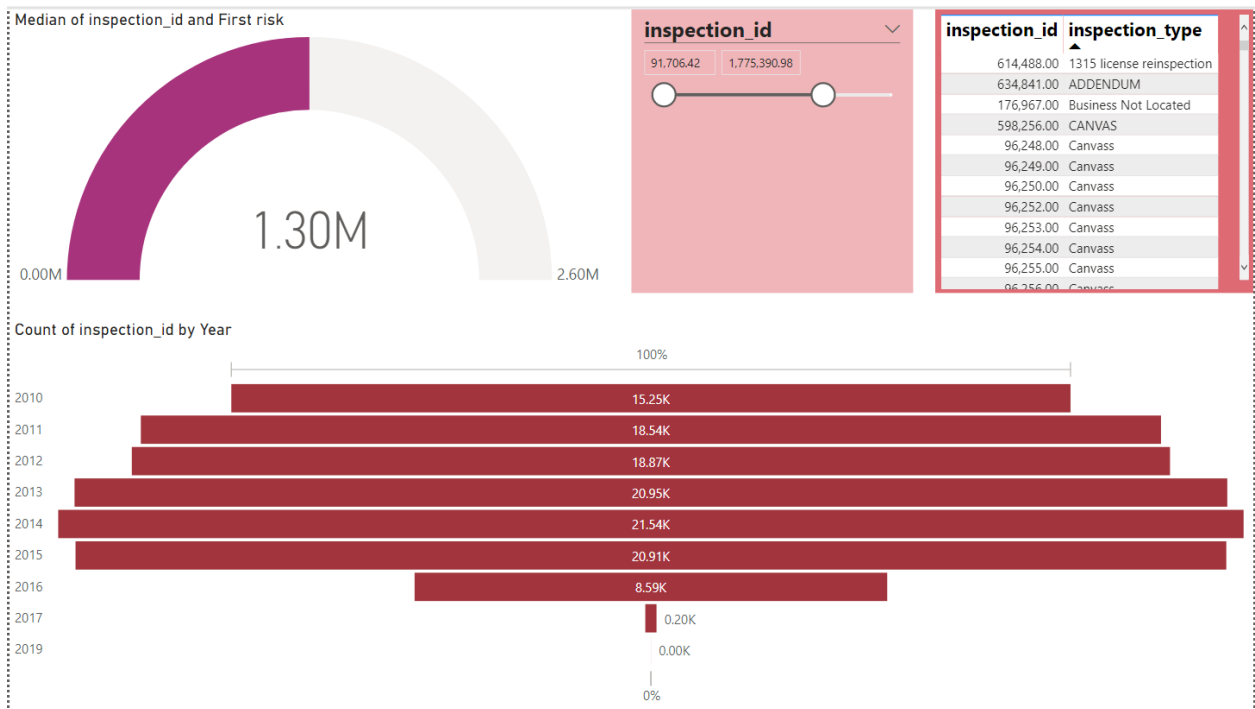 Median of inspection_id and First risk
1.30M
0.00M
2.60M
inspection_id
91,706.42 1,775,390.98
inspection_id inspection_type
614,488.00 1315 license reinspection
634,841.00 ADDENDUM
176,967.00 Business Not Located
598,256.00 CANVAS
96,248.00 Canvass
96,249.00 Canvass
96,250.00 Canvass
96,252.00 Canvass
96,253.00 Canvass
96,254.00 Canvass
96,255.00 Canvass
96,256.00 Canvass
Count of inspection_id by Year
100%
2010 15.25K
2011 18.54K
2012 18.87K
2013 20.95K
2014 21.54K
2015 20.91K
2016 8.59K
2017 0.20K
2019 0.00K
0%